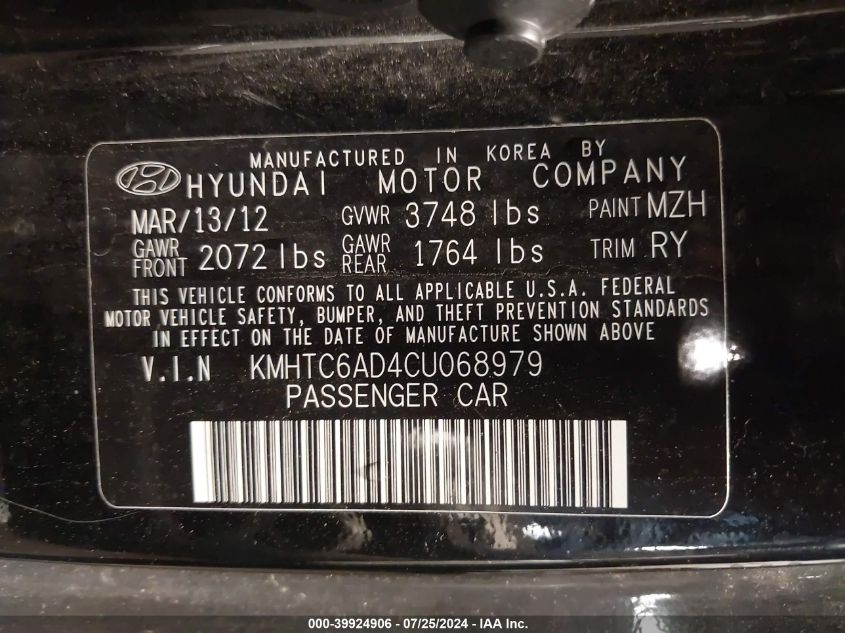 MANUFACTURED IN KOREA BY
HYUNDAI MOTOR COMPANY
MAR/13/12 GVWR 3748 lbs PAINT MZH
GAWR FRONT 2072 lbs GAWR REAR 1764 lbs TRIM RY
THIS VEHICLE CONFORMS TO ALL APPLICABLE U.S.A. FEDERAL
MOTOR VEHICLE SAFETY, BUMPER, AND THEFT PREVENTION STANDARDS
IN EFFECT ON THE DATE OF MANUFACTURE SHOWN ABOVE
V.I.N KMHTC6AD4CU068979
PASSENGER CAR
000-39924906 - 07/25/2024 - IAA Inc.